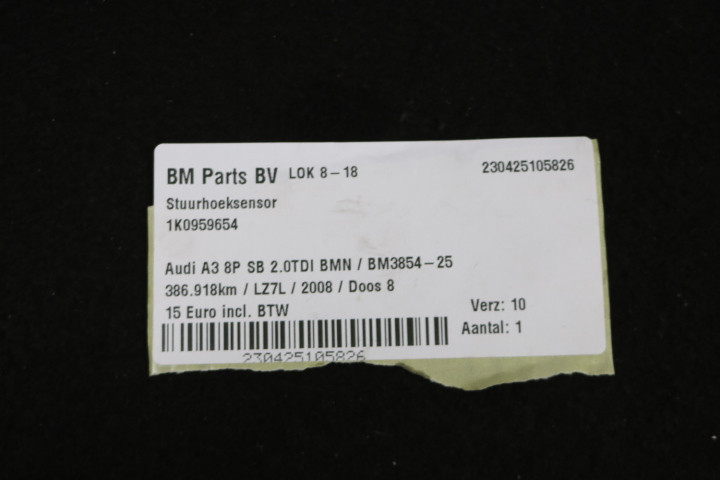 BM Parts BV LOK 8-18 230425105826
Stuurhoeksensor
1K0959654
Audi A3 8P SB 2.0TDI BMN / BM3854-25
386.918km / LZ7L / 2008 / Doos 8
15 Euro incl. BTW Verz: 10
Aantal: 1
230425105826